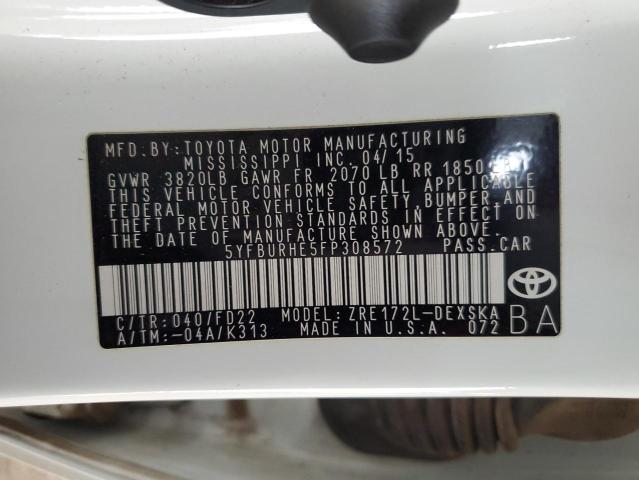 MFD.BY:TOYOTA MOTOR MANUFACTURING
MISSISSIPPI INC. 04/15
GVWR 3820LB GAWR FR 2070 LB RR 1850
THIS VEHICLE CONFORMS TO ALL APPLICABLE
FEDERAL MOTOR VEHICLE SAFETY,BUMPER,AND
THEFT PREVENTION STANDARDS IN EFFECT ON
THE DATE OF MANUFACTURE SHOWN ABOVE.
5YFBURHE5FP308572 PASS.CAR
C/TR:040/FD22 MODEL: ZRE172L-DEXSKA
A/TM:-04A/K313 MADE IN U.S.A. 072 BA